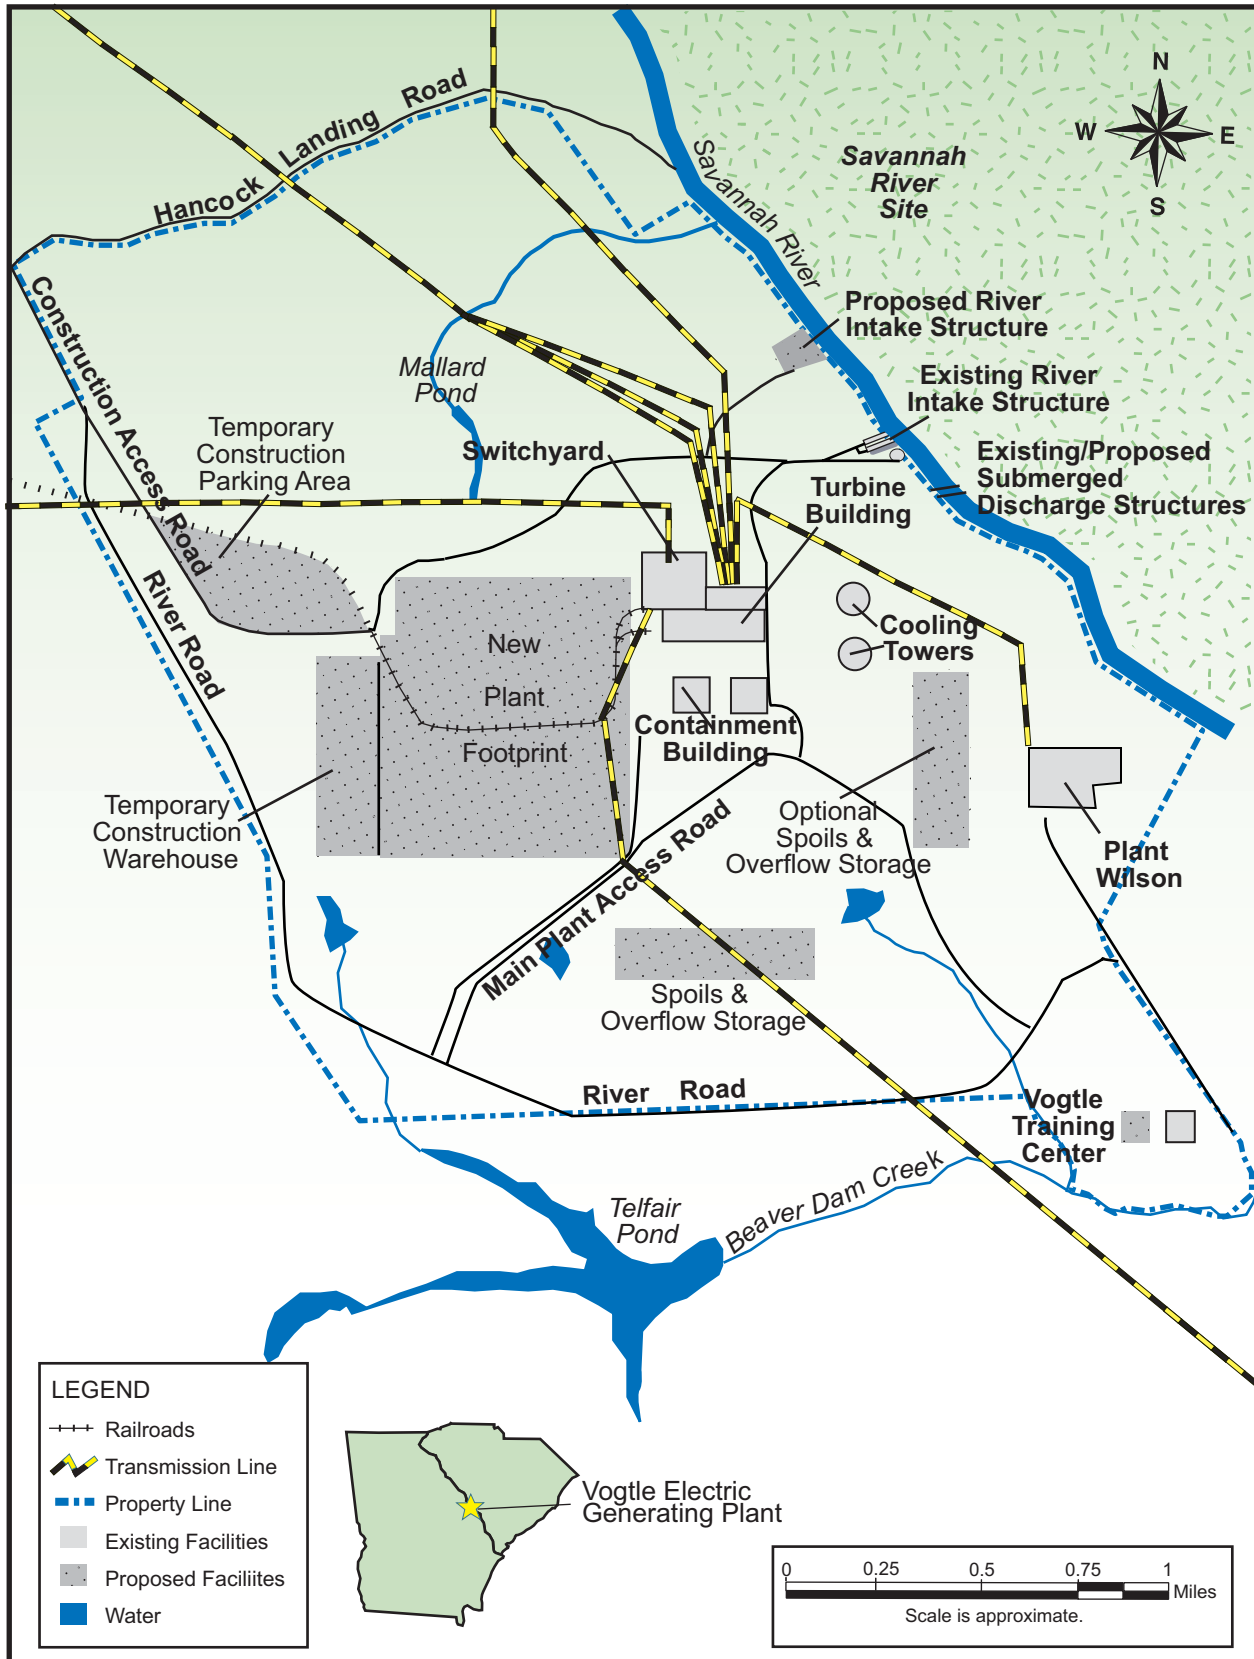 N
W
E
S
Hancock Landing Road
Savannah River
Savannah
River
Site
Construction Access Road
Proposed River
Intake Structure
Mallard
Pond
Existing River
Intake Structure
Temporary
Construction
Parking Area
Switchyard
Existing/Proposed
Submerged
Discharge Structures
Turbine
Building
River Road
Cooling
Towers
New
Plant
Footprint
Containment
Building
Temporary
Construction
Warehouse
Optional
Spoils &
Overflow Storage
Plant
Wilson
Main Plant Access Road
Spoils &
Overflow Storage
River Road
Vogtle
Training
Center
Telfair
Pond
Beaver Dam Creek
LEGEND
Railroads
Transmission Line
Property Line
Existing Facilities
Proposed Faciliites
Water
Vogtle Electric
Generating Plant
0 0.25 0.5 0.75 1
Miles
Scale is approximate.